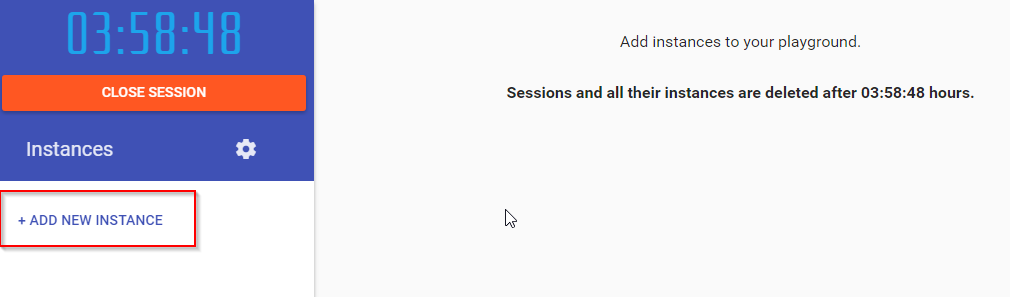 03:58:48
CLOSE SESSION
Instances
+ ADD NEW INSTANCE
Add instances to your playground.
Sessions and all their instances are deleted after 03:58:48 hours.